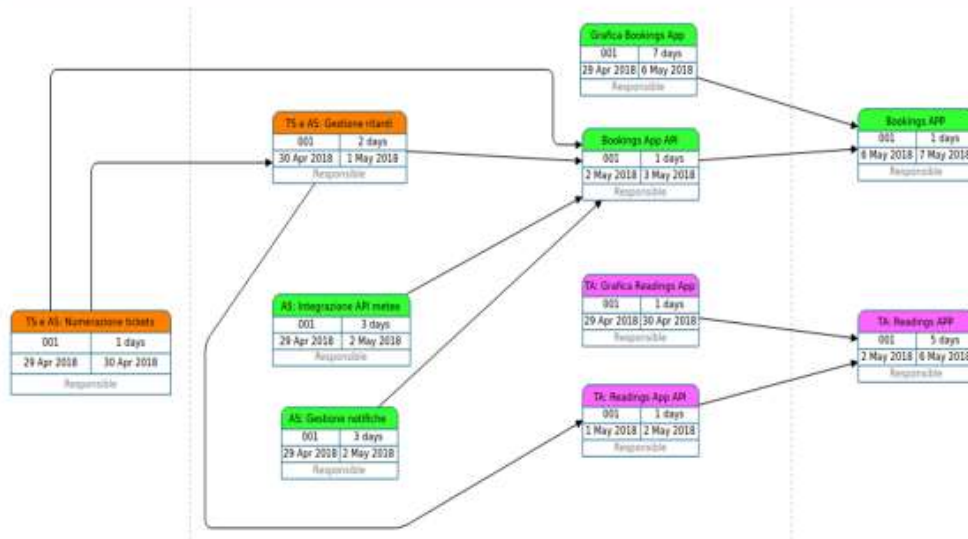 Grafica Bookings App
001 7 days
29 Apr 2018 6 May 2018
Responsible
TS e AS: Gestione ritardi
001 2 days
30 Apr 2018 1 May 2018
Responsible
Bookings App API
001 1 days
2 May 2018 3 May 2018
Responsible
Bookings APP
001 1 days
6 May 2018 7 May 2018
Responsible
TS e AS: Numerazione tickets
001 1 days
29 Apr 2018 30 Apr 2018
Responsible
AS: Integrazione API meteo
001 3 days
29 Apr 2018 2 May 2018
Responsible
TA: Grafica Readings App
001 1 days
29 Apr 2018 30 Apr 2018
Responsible
TA: Readings APP
001 5 days
2 May 2018 6 May 2018
Responsible
AS: Gestione notifiche
001 3 days
29 Apr 2018 2 May 2018
Responsible
TA: Readings App API
001 1 days
1 May 2018 2 May 2018
Responsible